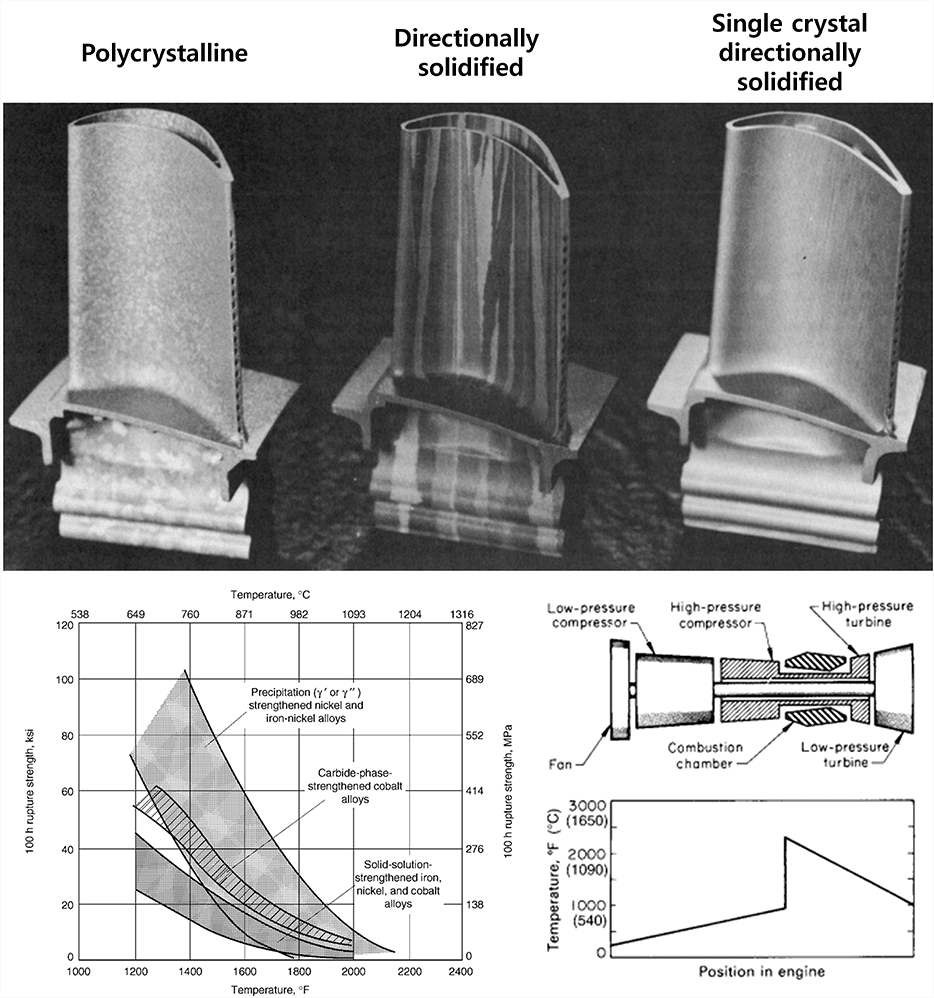 Polycrystalline
Directionally
solidified
Single crystal
directionally
solidified
Temperature, °C
538 649 760 871 982 1093 1204 1316
120 827
100 689
80 552
60 414
40 276
20 138
0 0
100 h rupture strength, ksi
100 h rupture strength, MPa
Precipitation (γ′ or γ″)
strengthened nickel and
iron-nickel alloys
Carbide-phase-
strengthened cobalt
alloys
Solid-solution-
strengthened iron,
nickel, and cobalt
alloys
1000 1200 1400 1600 1800 2000 2200 2400
Temperature, °F
Low-pressure
compressor
High-pressure
compressor
High-pressure
turbine
Fan
Combustion
chamber
Low-pressure
turbine
Temperature, °F (°C)
3000
(1650)
2000
(1090)
1000
(540)
0
Position in engine